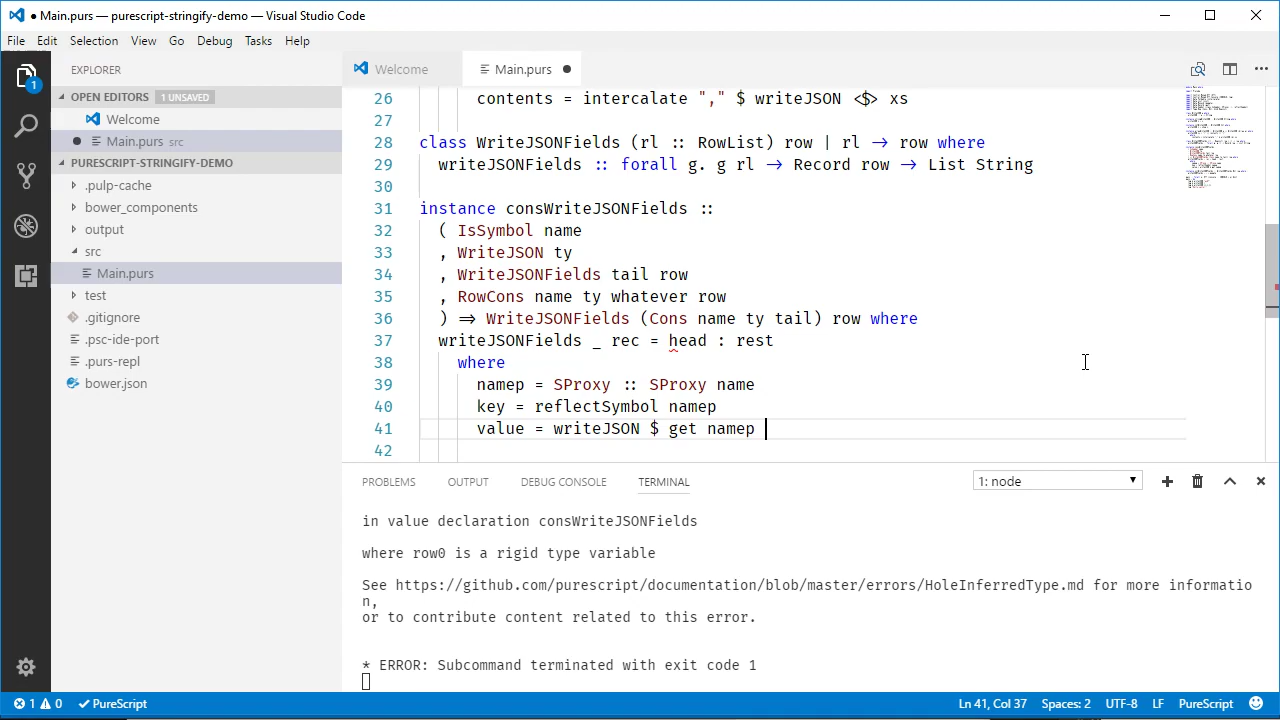 ● Main.purs — purescript-stringify-demo — Visual Studio Code
File Edit Selection View Go Debug Tasks Help
EXPLORER
OPEN EDITORS 1 UNSAVED
Welcome
● Main.purs src
PURESCRIPT-STRINGIFY-DEMO
.pulp-cache
bower_components
output
src
Main.purs
test
.gitignore
.psc-ide-port
.purs-repl
bower.json
1
Welcome Main.purs ●
26 contents = intercalate "," $ writeJSON <$> xs
27
28 class WriteJSONFields (rl :: RowList) row | rl -> row where
29 writeJSONFields :: forall g. g rl -> Record row -> List String
30
31 instance consWriteJSONFields ::
32 ( IsSymbol name
33 , WriteJSON ty
34 , WriteJSONFields tail row
35 , RowCons name ty whatever row
36 ) => WriteJSONFields (Cons name ty tail) row where
37 writeJSONFields _ rec = head : rest
38 where
39 namep = SProxy :: SProxy name
40 key = reflectSymbol namep
41 value = writeJSON $ get namep
42
PROBLEMS OUTPUT DEBUG CONSOLE TERMINAL 1: node
in value declaration consWriteJSONFields
where row0 is a rigid type variable
See https://github.com/purescript/documentation/blob/master/errors/HoleInferredType.md for more informatio
n,
or to contribute content related to this error.
* ERROR: Subcommand terminated with exit code 1
1 0 PureScript Ln 41, Col 37 Spaces: 2 UTF-8 LF PureScript